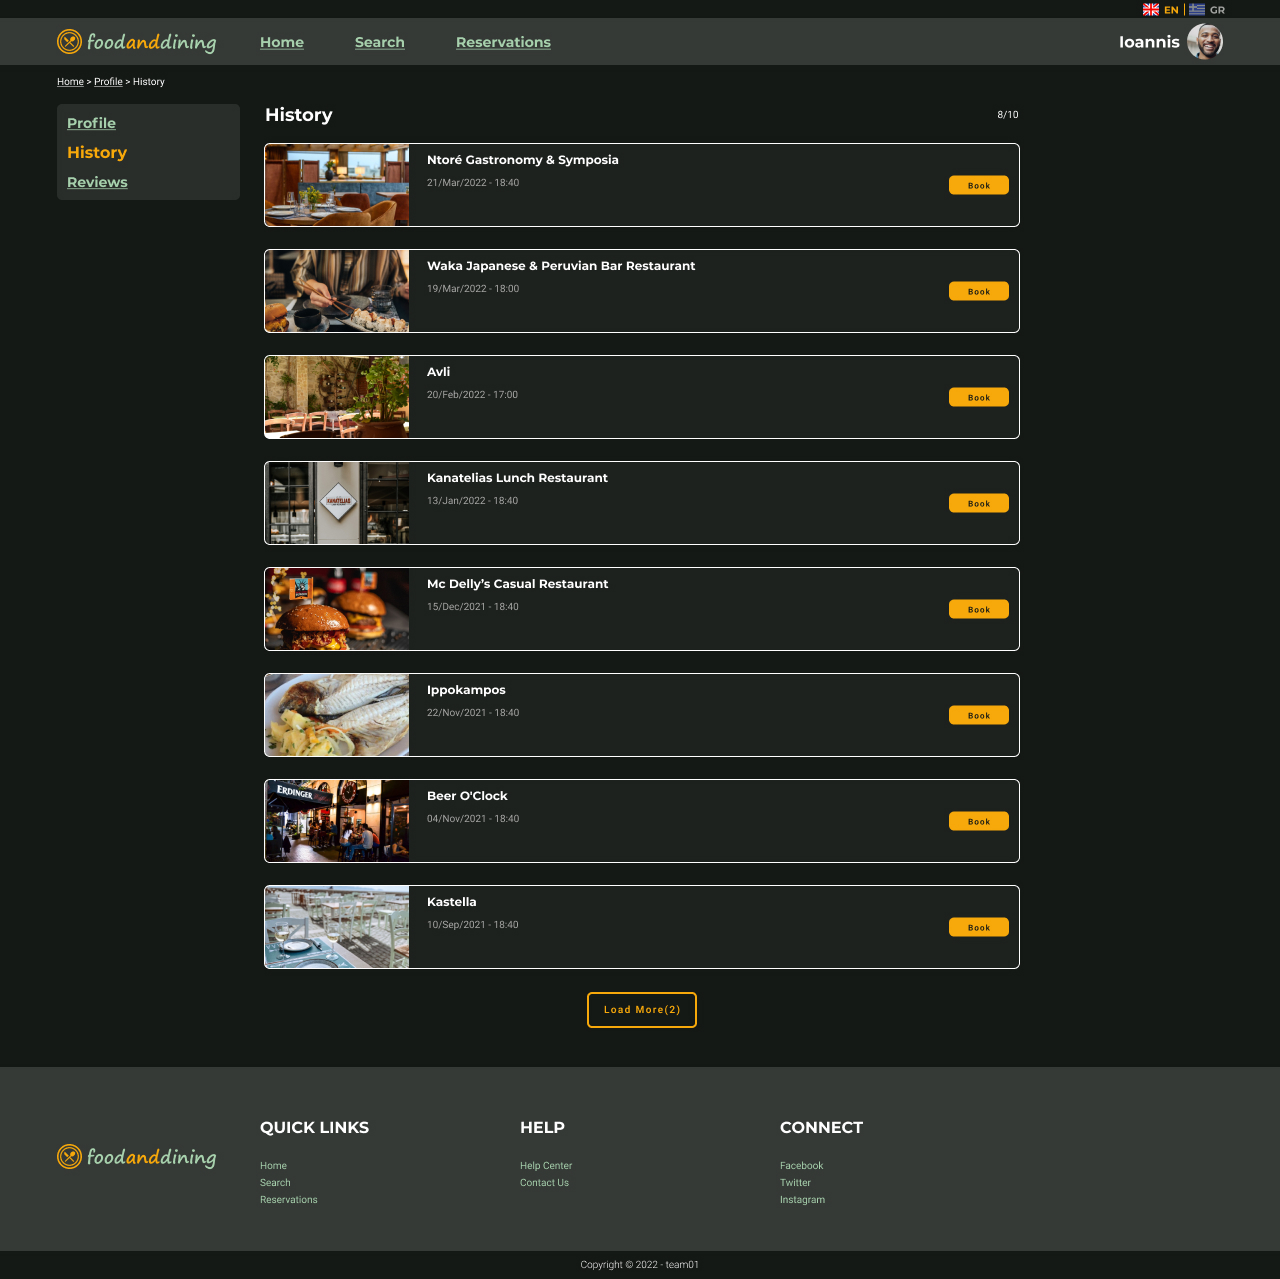 EN | GR
foodanddining Home Search Reservations Ioannis
Home > Profile > History
Profile
History
Reviews
History 8/10
Ntoré Gastronomy & Symposia
21/Mar/2022 - 18:40
Book
Waka Japanese & Peruvian Bar Restaurant
19/Mar/2022 - 18:00
Book
Avli
20/Feb/2022 - 17:00
Book
KANATELIAS
Kanatelias Lunch Restaurant
13/Jan/2022 - 18:40
Book
Mc Delly’s Casual Restaurant
15/Dec/2021 - 18:40
Book
Ippokampos
22/Nov/2021 - 18:40
Book
ERDINGER
Beer O'Clock
04/Nov/2021 - 18:40
Book
Kastella
10/Sep/2021 - 18:40
Book
Load More(2)
foodanddining
QUICK LINKS
Home
Search
Reservations
HELP
Help Center
Contact Us
CONNECT
Facebook
Twitter
Instagram
Copyright © 2022 - team01